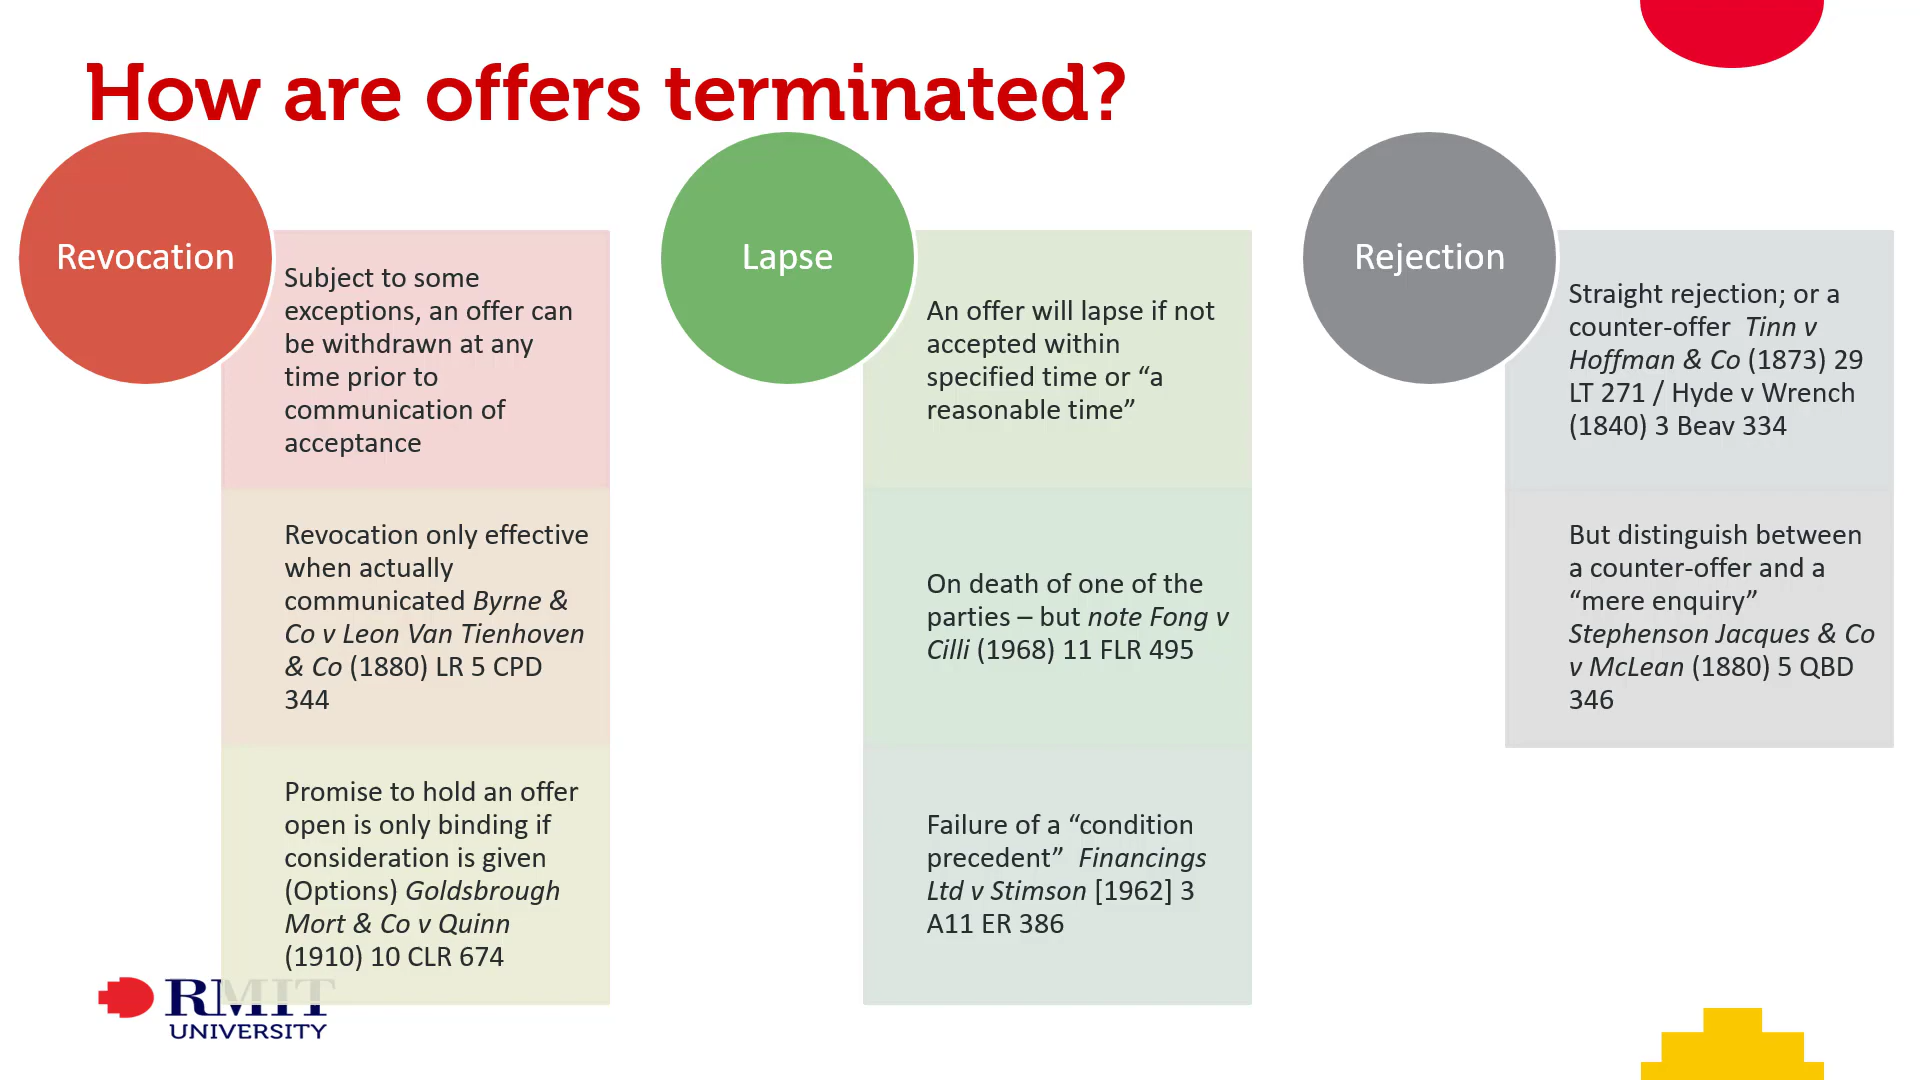 How are offers terminated?
Revocation
Subject to some
exceptions, an offer can
be withdrawn at any
time prior to
communication of
acceptance
Revocation only effective
when actually
communicated Byrne &
Co v Leon Van Tienhoven
& Co (1880) LR 5 CPD
344
Promise to hold an offer
open is only binding if
consideration is given
(Options) Goldsbrough
Mort & Co v Quinn
(1910) 10 CLR 674
Lapse
An offer will lapse if not
accepted within
specified time or “a
reasonable time”
On death of one of the
parties – but note Fong v
Cilli (1968) 11 FLR 495
Failure of a “condition
precedent”  Financings
Ltd v Stimson [1962] 3
A11 ER 386
Rejection
Straight rejection; or a
counter-offer  Tinn v
Hoffman & Co (1873) 29
LT 271 / Hyde v Wrench
(1840) 3 Beav 334
But distinguish between
a counter-offer and a
“mere enquiry”
Stephenson Jacques & Co
v McLean (1880) 5 QBD
346
RMIT
UNIVERSITY